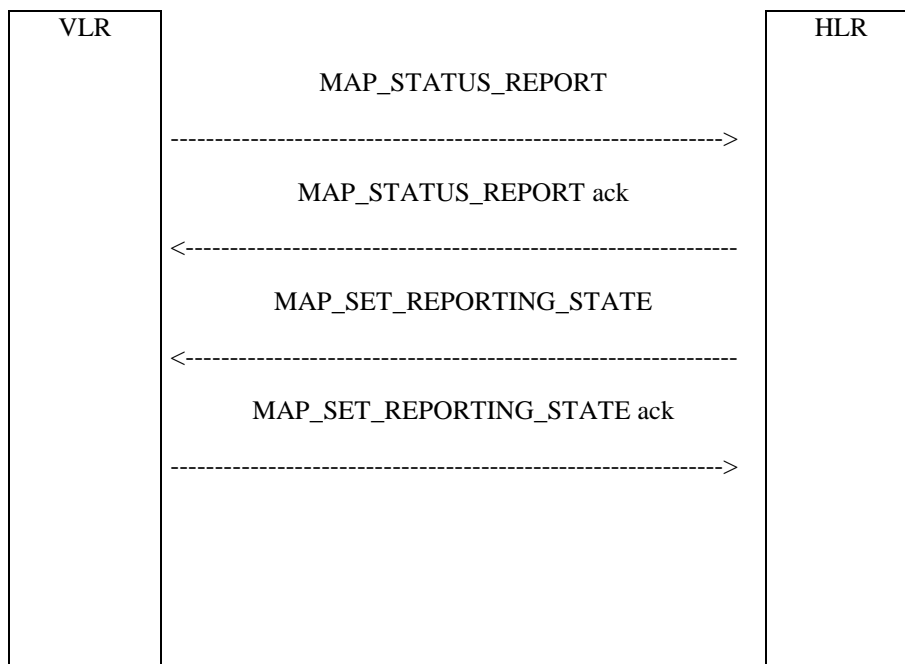 VLR HLR
MAP_STATUS_REPORT
------------------------------------------------------------->
MAP_STATUS_REPORT ack
<-------------------------------------------------------------
MAP_SET_REPORTING_STATE
<-------------------------------------------------------------
MAP_SET_REPORTING_STATE ack
------------------------------------------------------------->